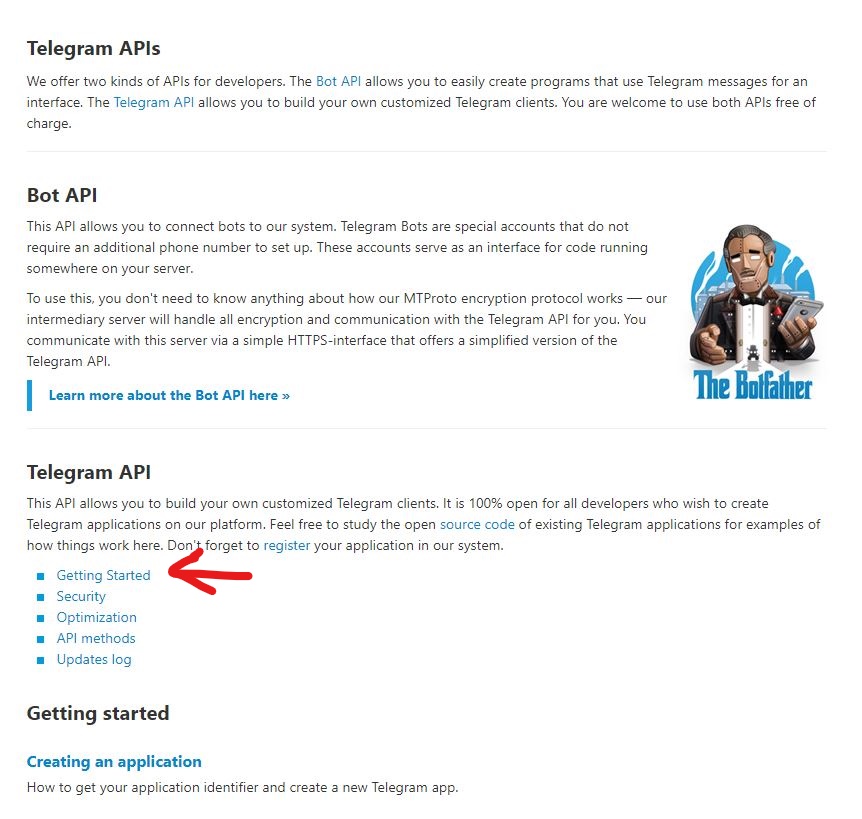 Telegram APIs
We offer two kinds of APIs for developers. The Bot API allows you to easily create programs that use Telegram messages for an
interface. The Telegram API allows you to build your own customized Telegram clients. You are welcome to use both APIs free of
charge.
Bot API
This API allows you to connect bots to our system. Telegram Bots are special accounts that do not
require an additional phone number to set up. These accounts serve as an interface for code running
somewhere on your server.
To use this, you don't need to know anything about how our MTProto encryption protocol works — our
intermediary server will handle all encryption and communication with the Telegram API for you. You
communicate with this server via a simple HTTPS-interface that offers a simplified version of the
Telegram API.
The Botfather
Learn more about the Bot API here »
Telegram API
This API allows you to build your own customized Telegram clients. It is 100% open for all developers who wish to create
Telegram applications on our platform. Feel free to study the open source code of existing Telegram applications for examples of
how things work here. Don't forget to register your application in our system.
Getting Started
Security
Optimization
API methods
Updates log
Getting started
Creating an application
How to get your application identifier and create a new Telegram app.